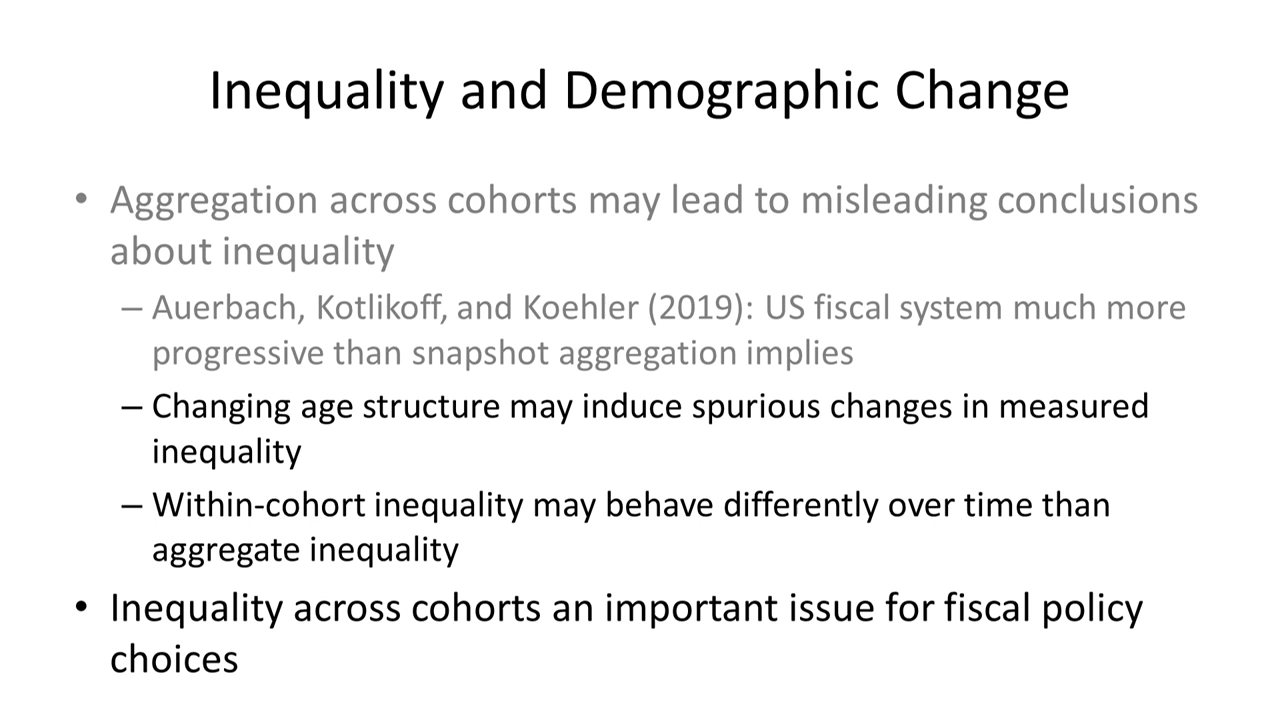 Inequality and Demographic Change
• Aggregation across cohorts may lead to misleading conclusions
about inequality
– Auerbach, Kotlikoff, and Koehler (2019): US fiscal system much more
progressive than snapshot aggregation implies
– Changing age structure may induce spurious changes in measured
inequality
– Within-cohort inequality may behave differently over time than
aggregate inequality
• Inequality across cohorts an important issue for fiscal policy
choices